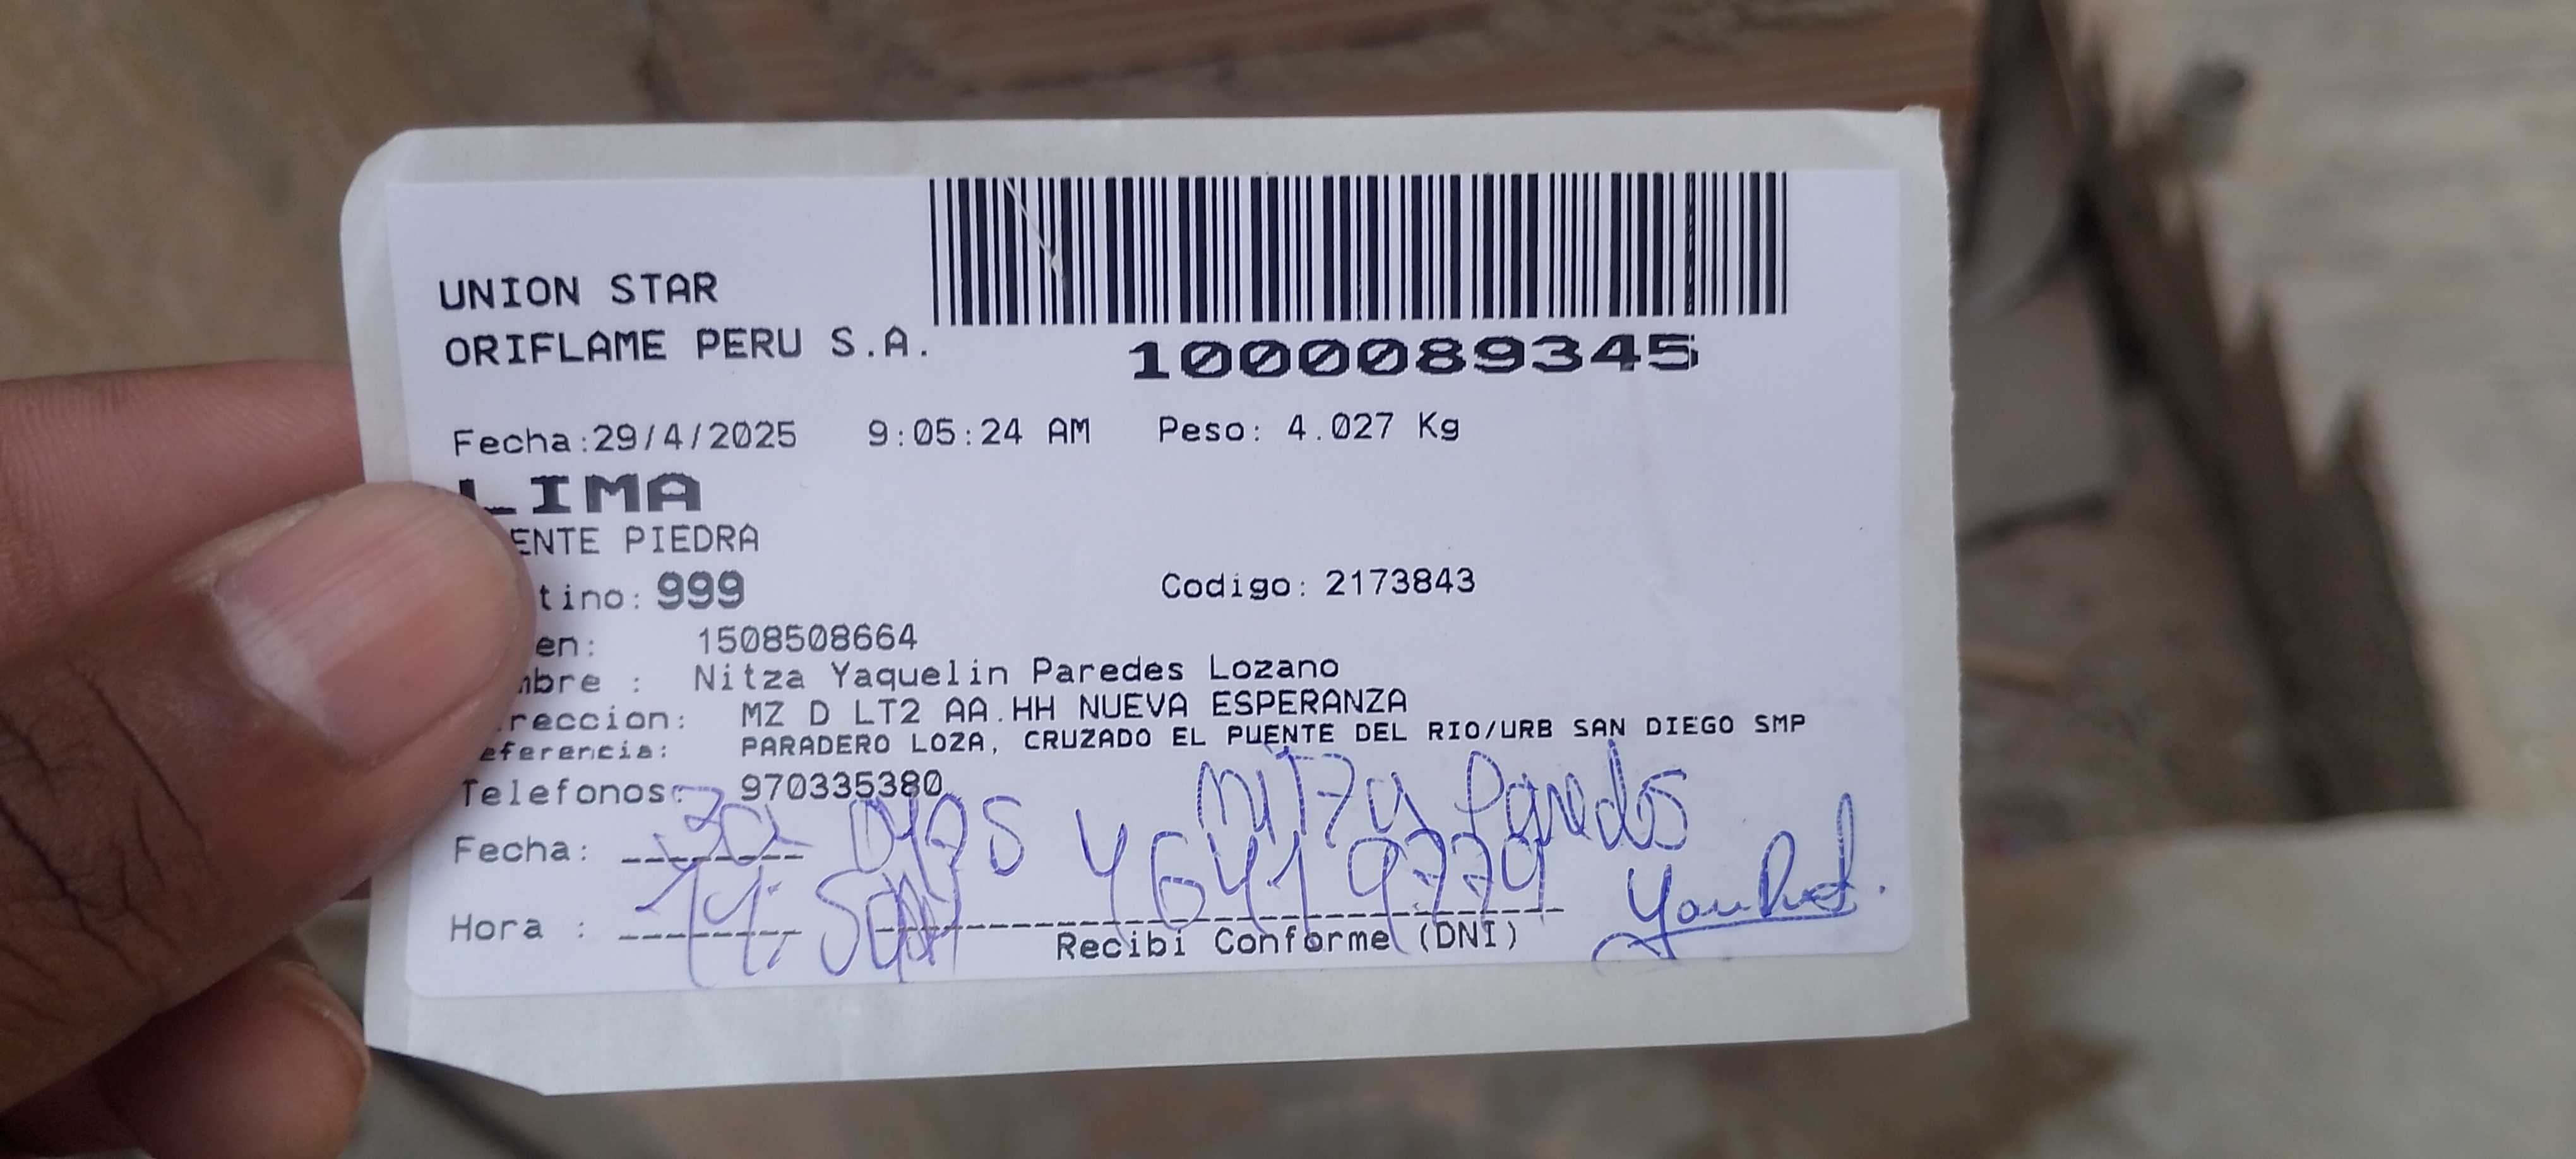 UNION STAR
ORIFLAME PERU S.A.
1000089345
Fecha:29/4/2025 9:05:24 AM Peso: 4.027 Kg
LIMA
ENTE PIEDRA
tino: 999 Codigo: 2173843
en: 1508508664
mbre : Nitza Yaquelin Paredes Lozano
reccion: MZ D LT2 AA.HH NUEVA ESPERANZA
eferencia: PARADERO LOZA, CRUZADO EL PUENTE DEL RIO/URB SAN DIEGO SMP
Telefonos: 970335380
Nitza Paredes
Fecha: 30
Hora :
Recibi Conforme (DNI)